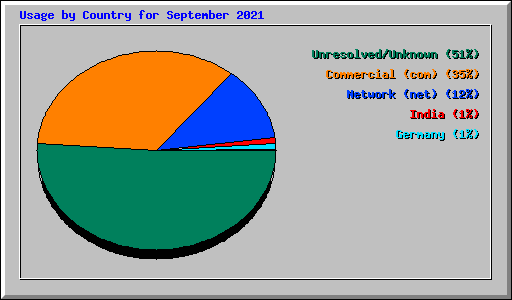 Usage by Country for September 2021
Unresolved/Unknown (51%)
Commercial (com) (35%)
Network (net) (12%)
India (1%)
Germany (1%)